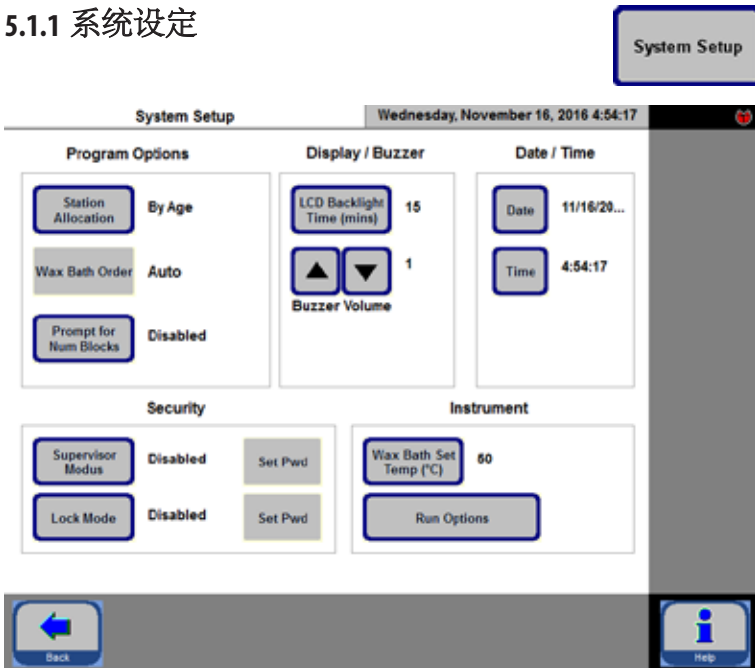 5.1.1 系统设定
System Setup
System Setup
Wednesday, November 16, 2016 4:54:17
Program Options
Display / Buzzer
Date / Time
Station
Allocation
By Age
LCD Backlight
Time (mins)
15
Date
11/16/20...
Wax Bath Order
Auto
1
Time
4:54:17
Buzzer Volume
Prompt for
Num Blocks
Disabled
Security
Instrument
Supervisor
Modus
Disabled
Set Pwd
Wax Bath Set
Temp (°C)
60
Lock Mode
Disabled
Set Pwd
Run Options
Back
Help